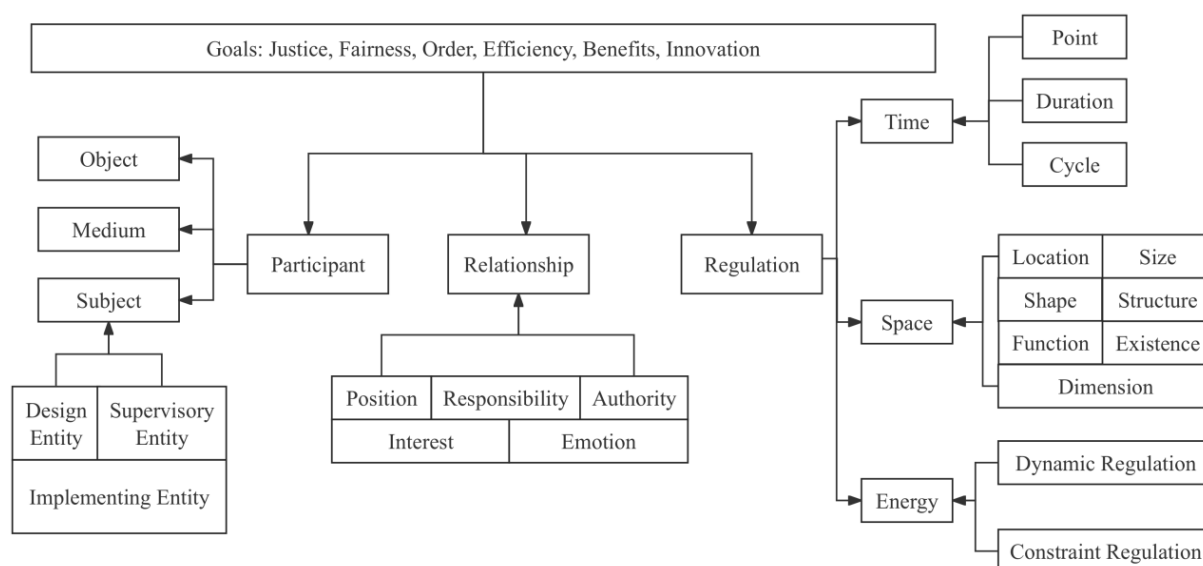 Goals: Justice, Fairness, Order, Efficiency, Benefits, Innovation
Object
Medium
Subject
Participant
Design
Entity
Supervisory
Entity
Implementing Entity
Relationship
Position
Responsibility
Authority
Interest
Emotion
Regulation
Time
Point
Duration
Cycle
Space
Location
Size
Shape
Structure
Function
Existence
Dimension
Energy
Dynamic Regulation
Constraint Regulation